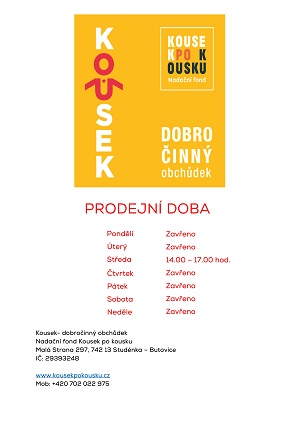 KOUSEK
KOUSE
KPO K
OUSKU
Nadační fond
DOBRO
ČINNÝ
obchůdek
PRODEJNÍ DOBA
Pondělí Zavřeno
Úterý Zavřeno
Středa 14.00 – 17.00 hod.
Čtvrtek Zavřeno
Pátek Zavřeno
Sobota Zavřeno
Neděle Zavřeno
Kousek- dobročinný obchůdek
Nadační fond Kousek po kousku
Malá Strana 297, 742 13 Studénka – Butovice
IČ: 29393248
www.kousekpokousku.cz
Mob: +420 702 022 975